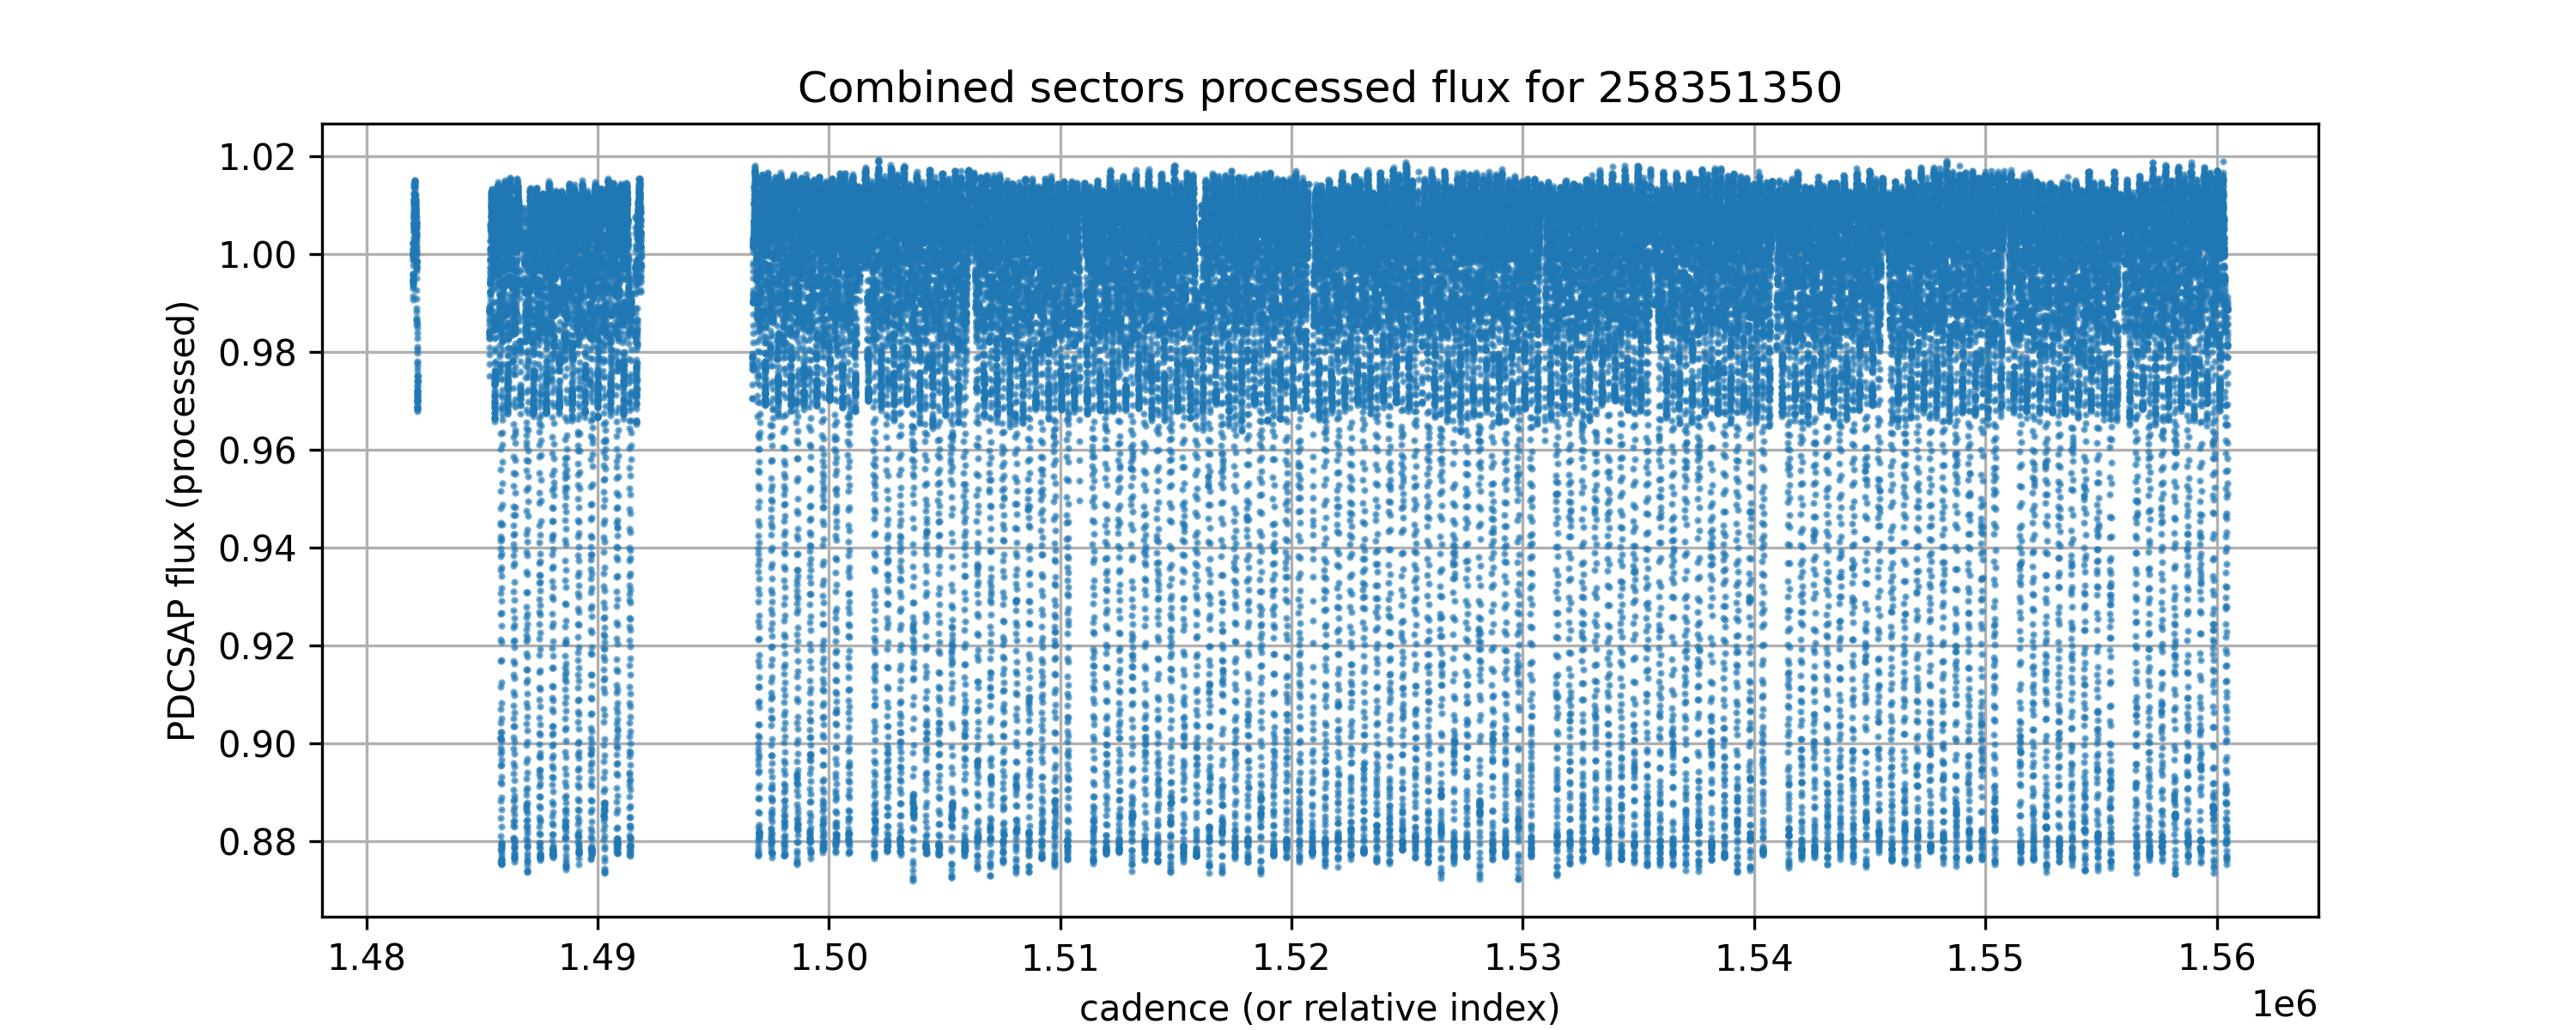 Combined sectors processed flux for 258351350
PDCSAP flux (processed)
1.02
1.00
0.98
0.96
0.94
0.92
0.90
0.88
1.48 1.49 1.50 1.51 1.52 1.53 1.54 1.55 1.56
1e6
cadence (or relative index)